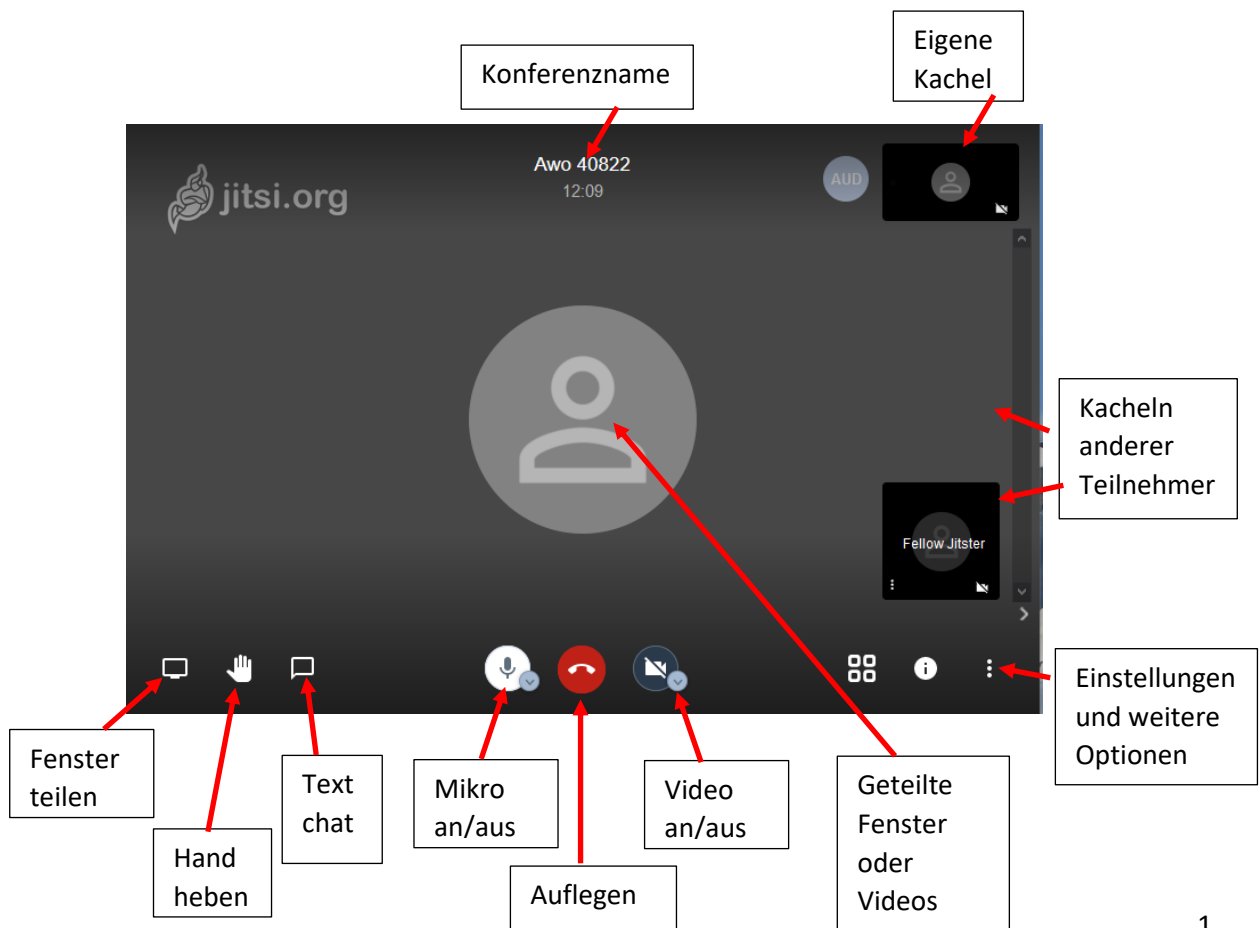 Eigene
Kachel
Konferenzname
jitsi.org
Awo 40822
12:09
AUD
Kacheln
anderer
Teilnehmer
Fellow Jitster
Einstellungen
und weitere
Optionen
Fenster
teilen
Hand
heben
Text
chat
Mikro
an/aus
Auflegen
Video
an/aus
Geteilte
Fenster
oder
Videos
1